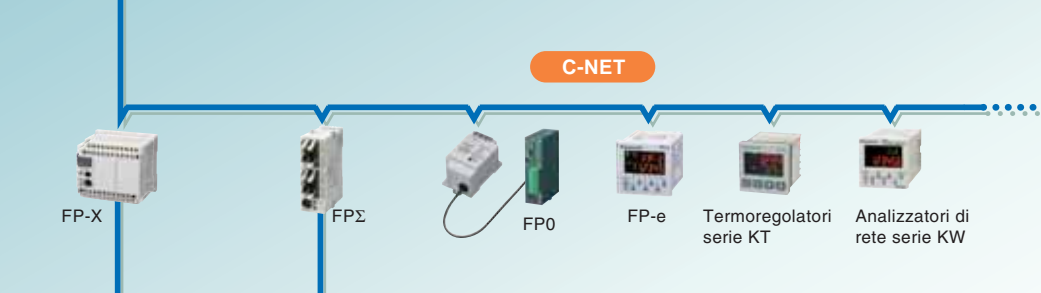 C-NET
FP-X
FPΣ
FP0
FP-e
Termoregolatori
serie KT
Analizzatori di
rete serie KW